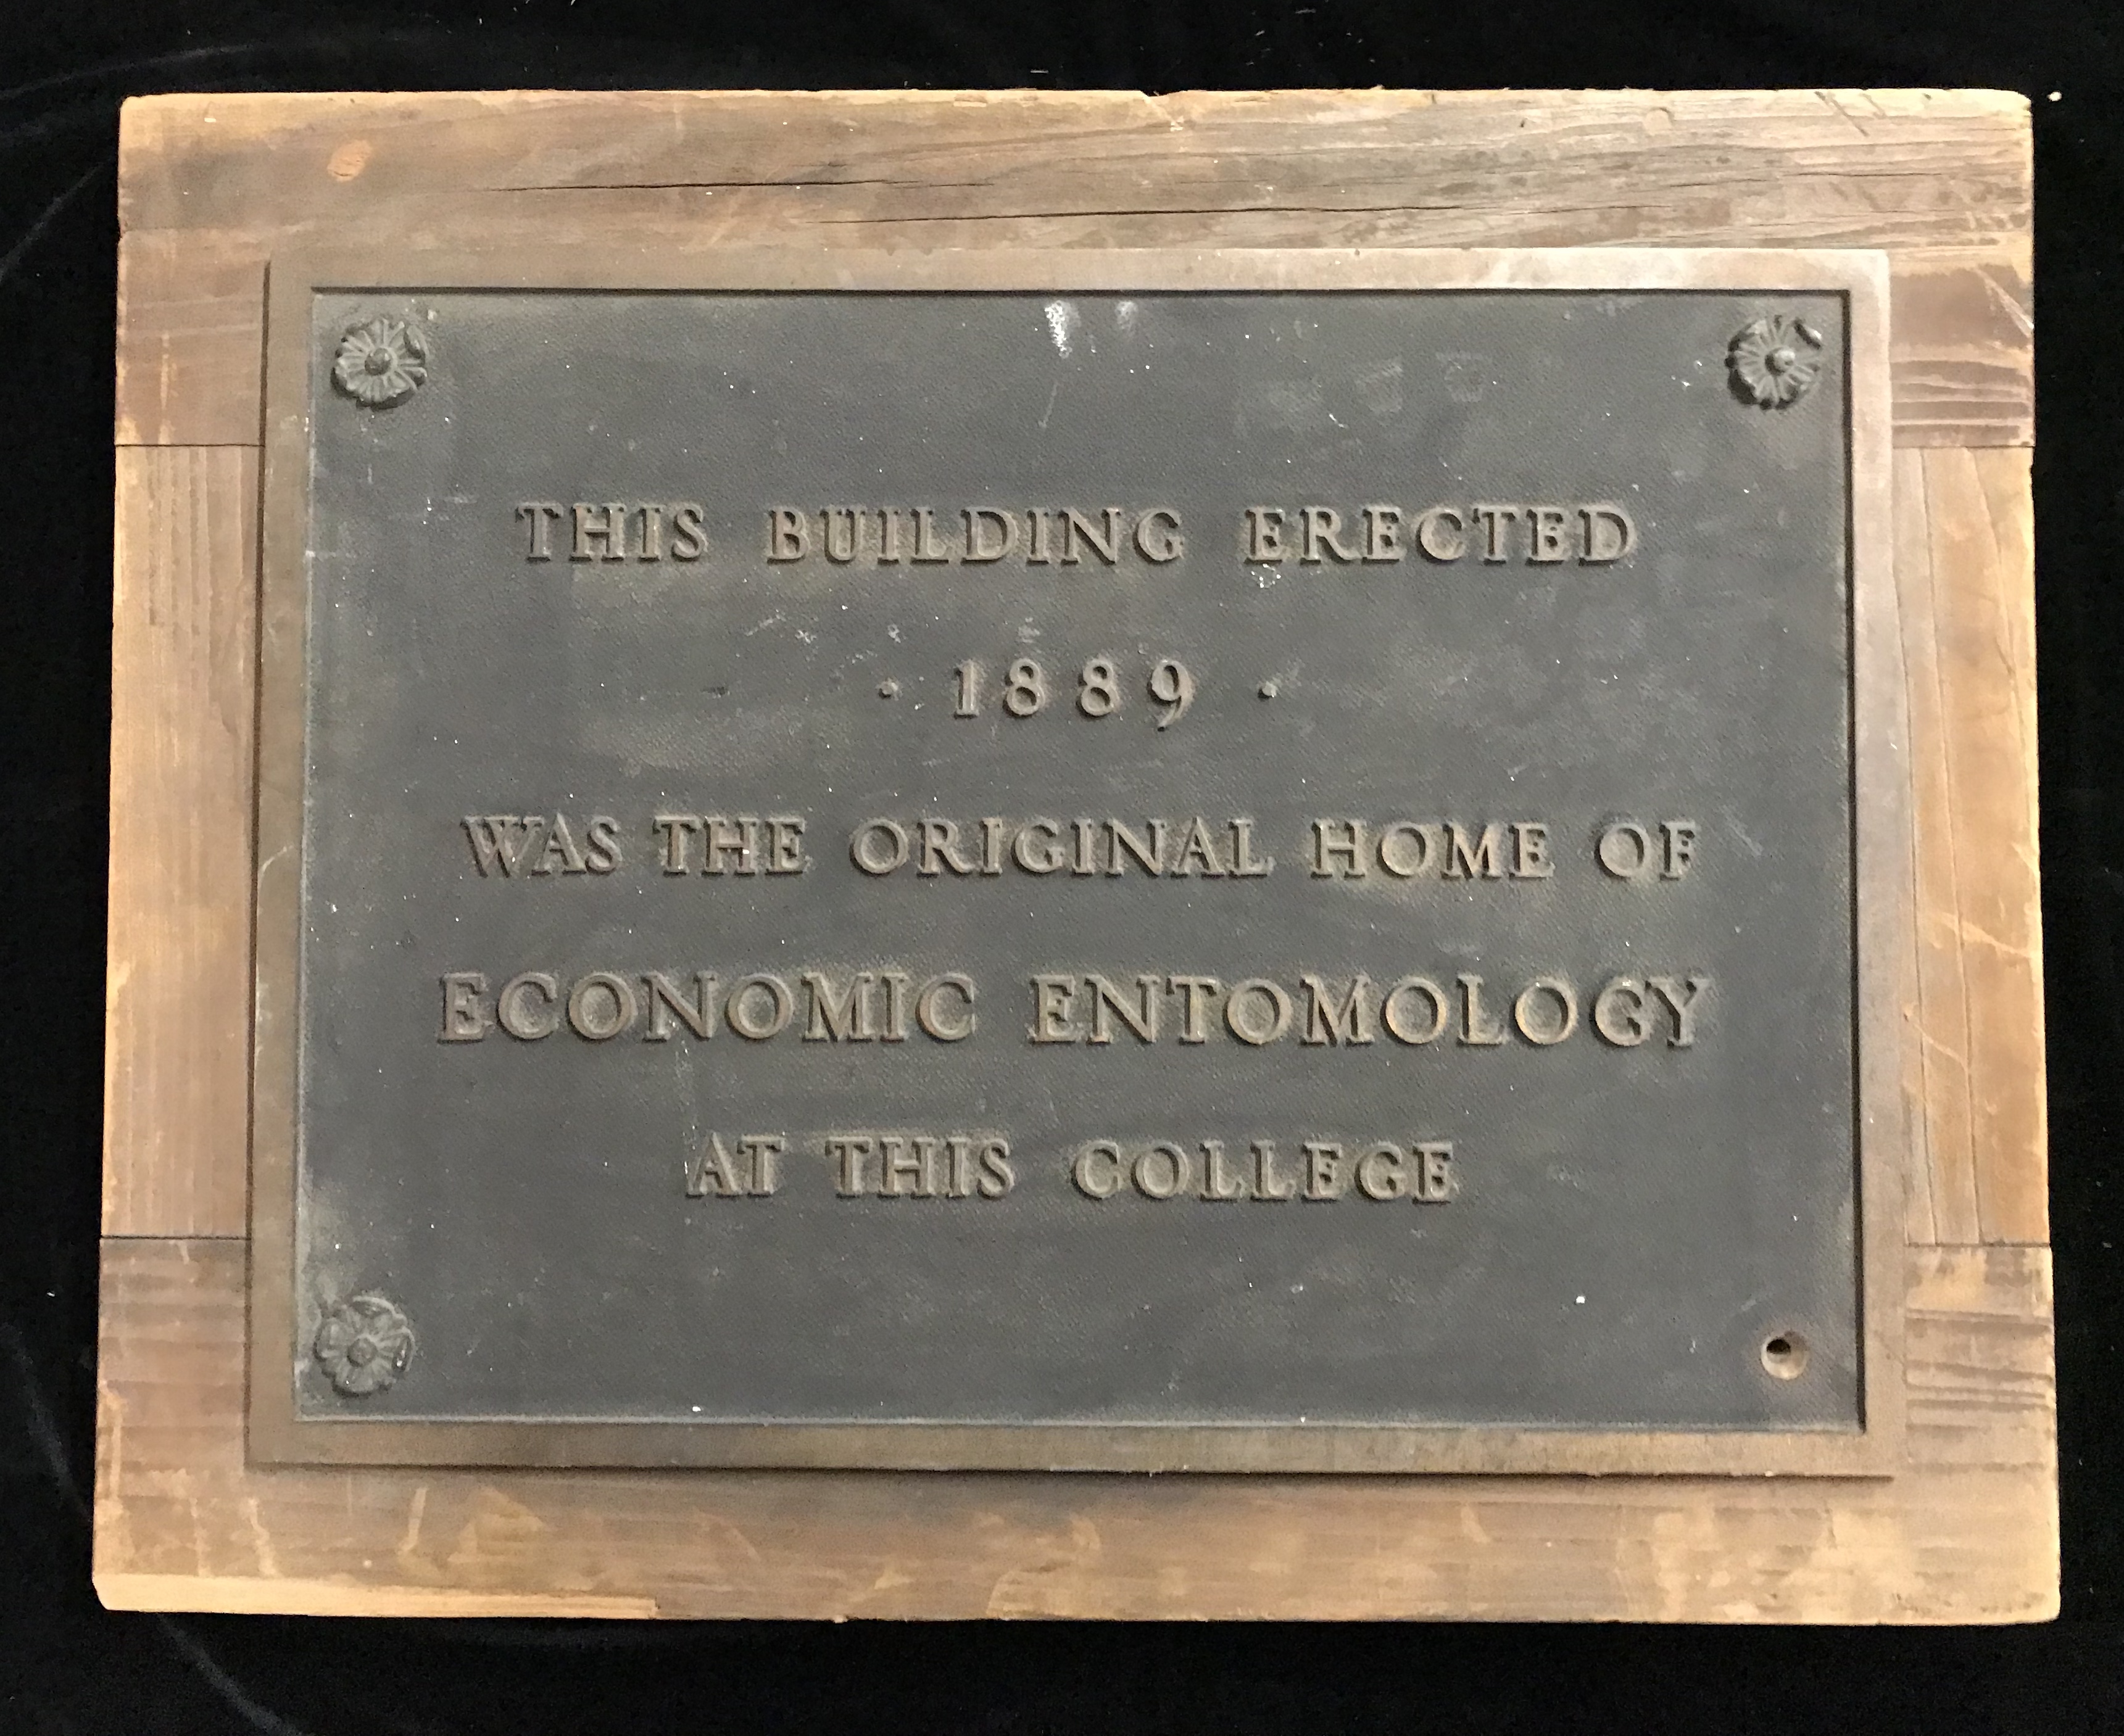 THIS BUILDING ERECTED
· 1889 ·
WAS THE ORIGINAL HOME OF
ECONOMIC ENTOMOLOGY
AT THIS COLLEGE